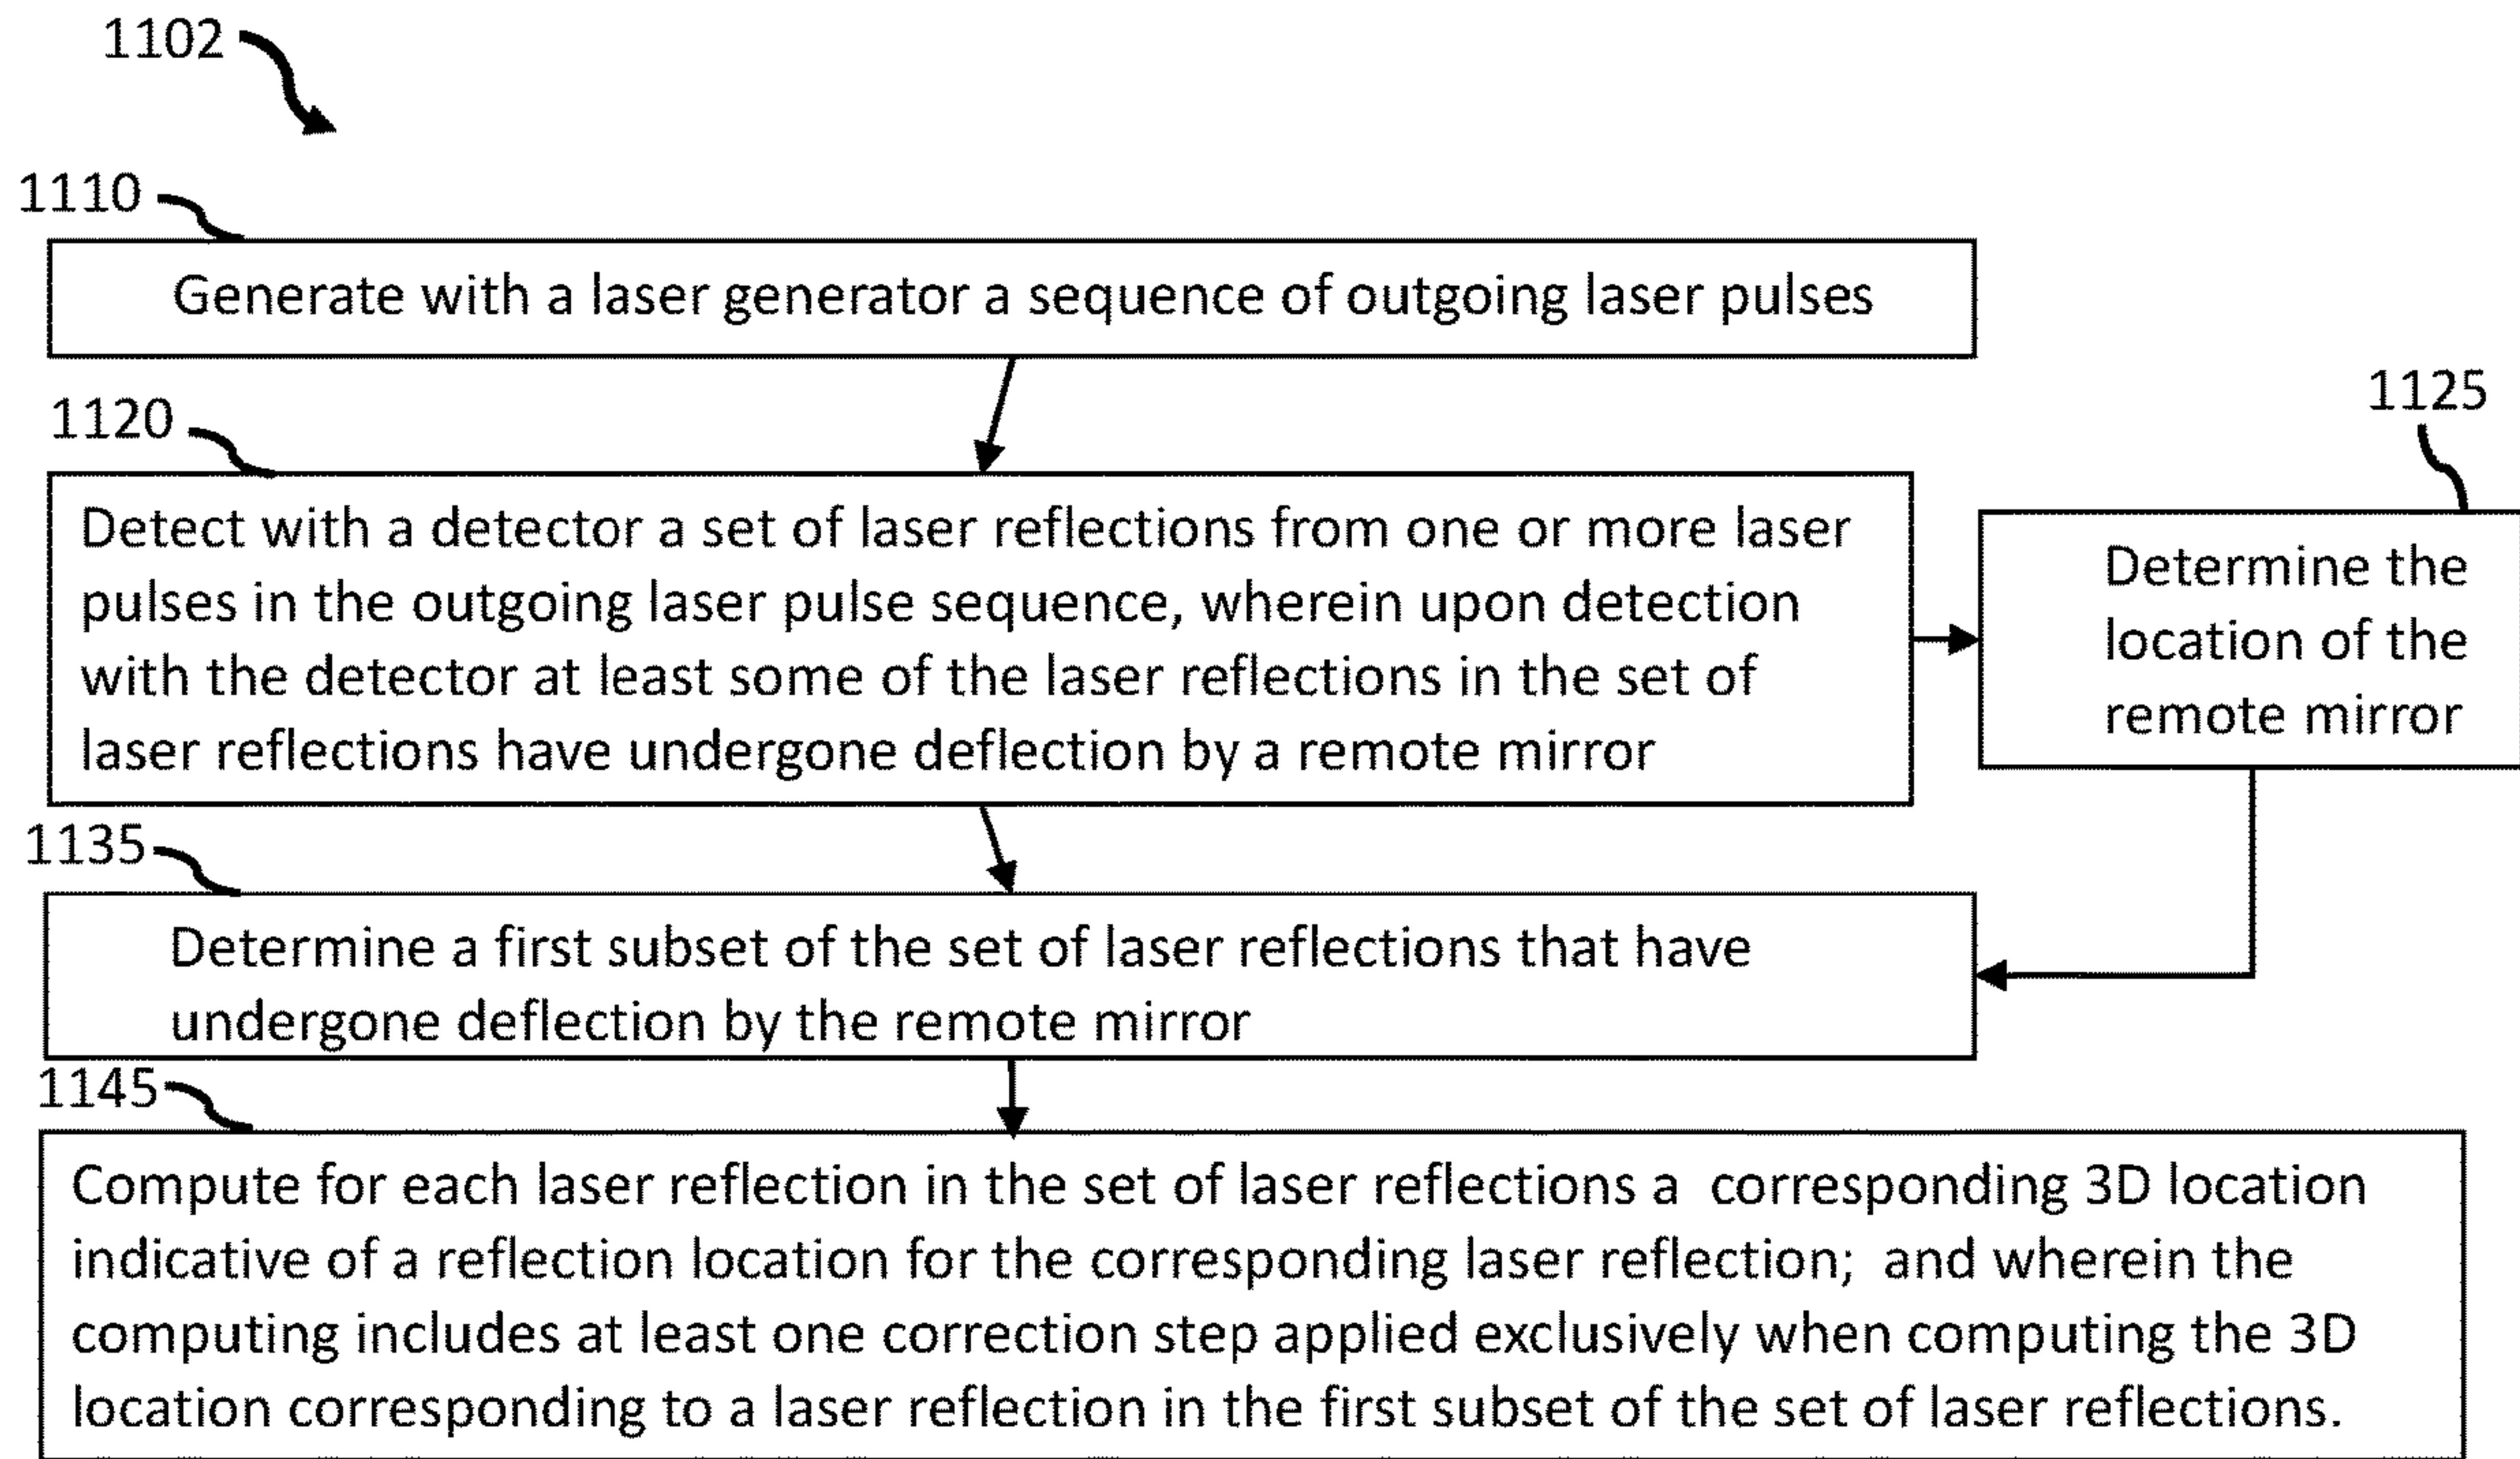 1102
1110
Generate with a laser generator a sequence of outgoing laser pulses
1120
1125
Detect with a detector a set of laser reflections from one or more laser
pulses in the outgoing laser pulse sequence, wherein upon detection
with the detector at least some of the laser reflections in the set of
laser reflections have undergone deflection by a remote mirror
Determine the
location of the
remote mirror
1135
Determine a first subset of the set of laser reflections that have
undergone deflection by the remote mirror
1145
Compute for each laser reflection in the set of laser reflections a  corresponding 3D location
indicative of a reflection location for the corresponding laser reflection;  and wherein the
computing includes at least one correction step applied exclusively when computing the 3D
location corresponding to a laser reflection in the first subset of the set of laser reflections.